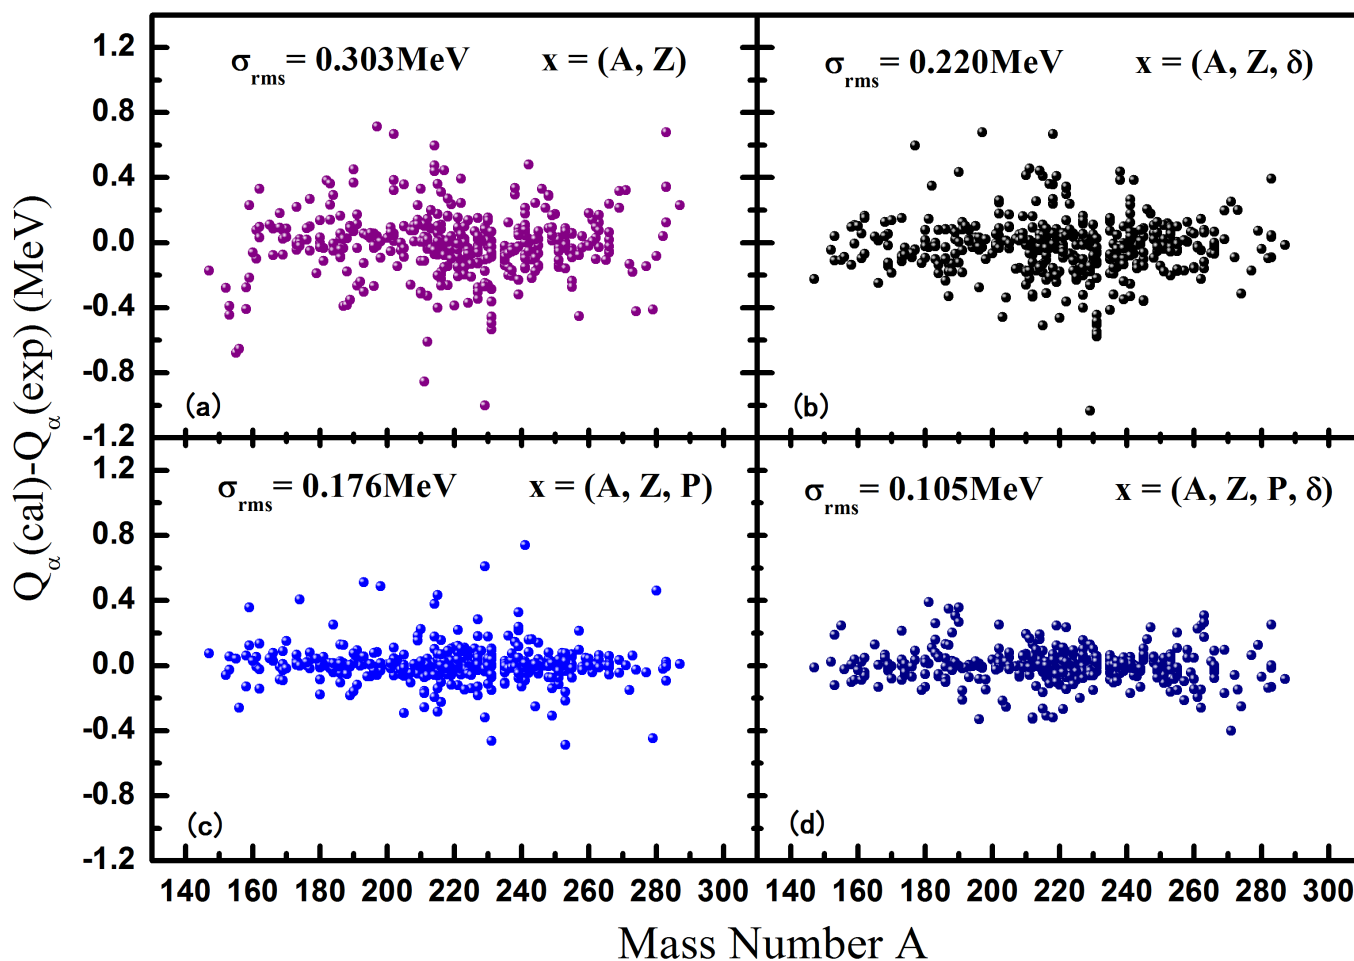 Qα(cal)-Qα(exp) (MeV)
1.2
0.8
0.4
0.0
-0.4
-0.8
-1.2
σrms= 0.303MeV x = (A, Z)
(a)
σrms= 0.220MeV x = (A, Z, δ)
(b)
1.2
0.8
0.4
0.0
-0.4
-0.8
-1.2
σrms= 0.176MeV x = (A, Z, P)
(c)
σrms= 0.105MeV x = (A, Z, P, δ)
(d)
140 160 180 200 220 240 260 280 300
140 160 180 200 220 240 260 280 300
Mass Number A